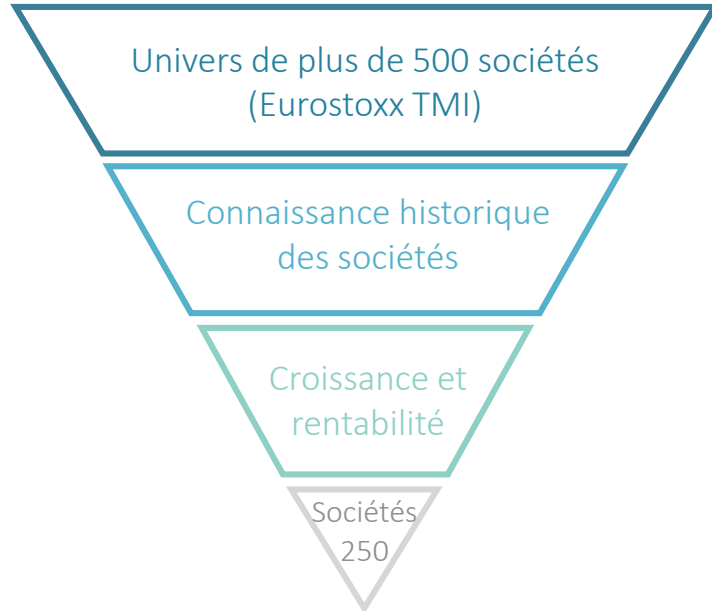 Univers de plus de 500 sociétés
(Eurostoxx TMI)
Connaissance historique
des sociétés
Croissance et
rentabilité
Sociétés
250